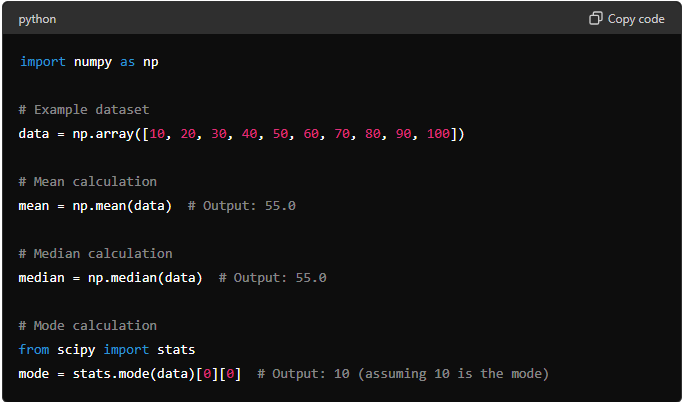 python Copy code
import numpy as np
# Example dataset
data = np.array([10, 20, 30, 40, 50, 60, 70, 80, 90, 100])
# Mean calculation
mean = np.mean(data)  # Output: 55.0
# Median calculation
median = np.median(data)  # Output: 55.0
# Mode calculation
from scipy import stats
mode = stats.mode(data)[0][0]  # Output: 10 (assuming 10 is the mode)